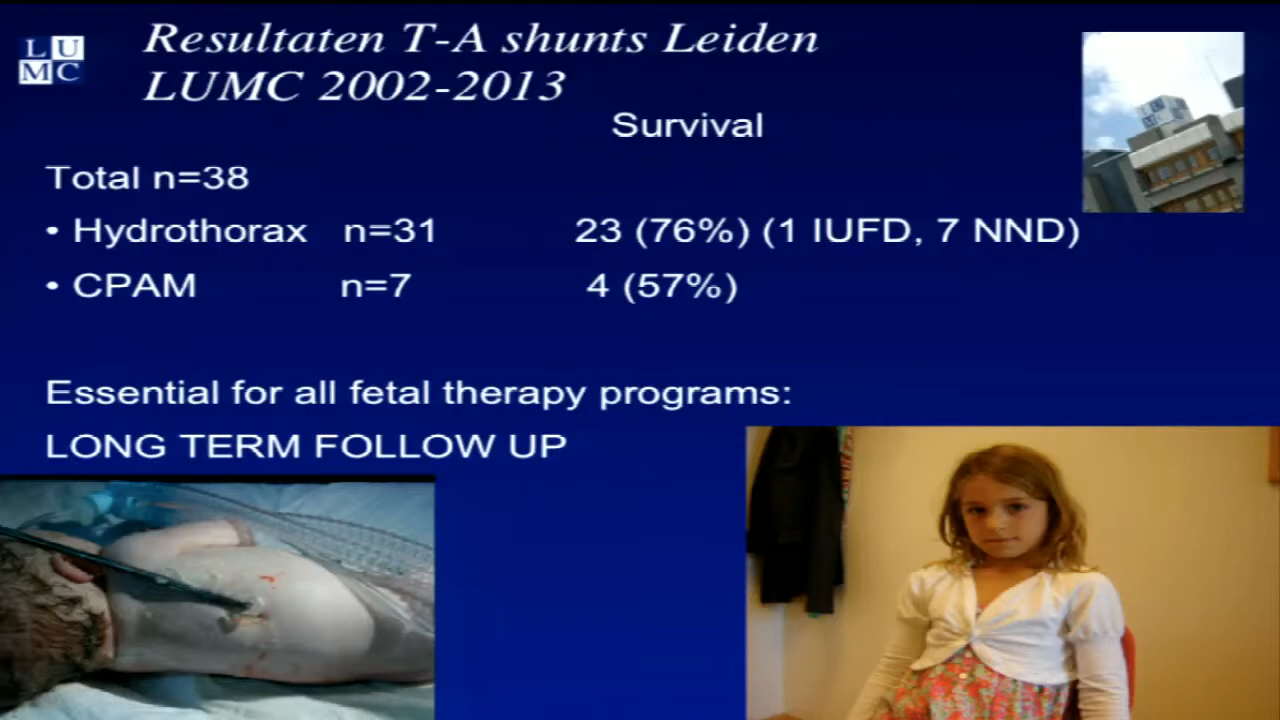 L U
M C
Resultaten T-A shunts Leiden
LUMC 2002-2013
Survival
Total n=38
• Hydrothorax n=31 23 (76%) (1 IUFD, 7 NND)
• CPAM n=7 4 (57%)
Essential for all fetal therapy programs:
LONG TERM FOLLOW UP